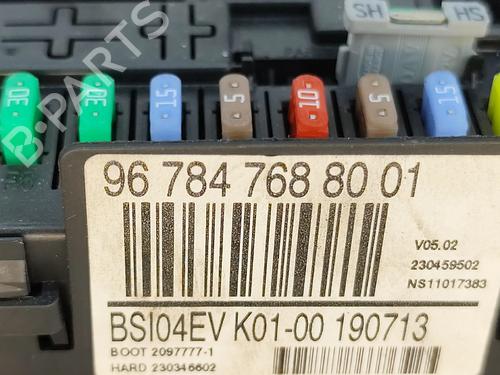 SH HS
30 30 15 5 10 5 15
B-PARTS
96 784 768 80 01
V05.02
230459502
NS11017383
BSI04EV K01-00 190713
BOOT 2097777-1
HARD 230346602